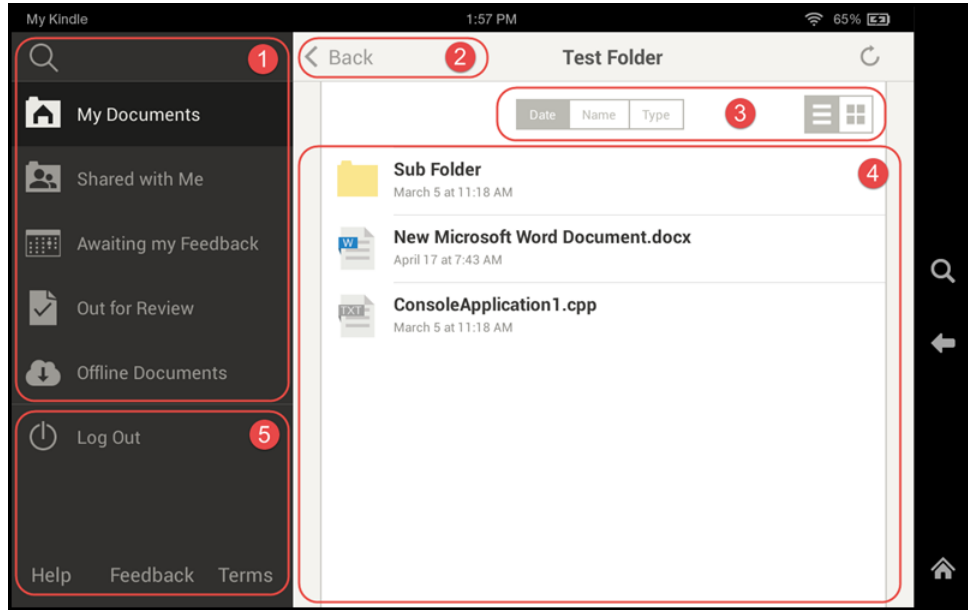 My Kindle 1:57 PM 65%
1
My Documents
Shared with Me
Awaiting my Feedback
Out for Review
Offline Documents
5
Log Out
Help Feedback Terms
Back 2 Test Folder
Date Name Type 3
4
Sub Folder
March 5 at 11:18 AM
W
New Microsoft Word Document.docx
April 17 at 7:43 AM
TXT
ConsoleApplication1.cpp
March 5 at 11:18 AM